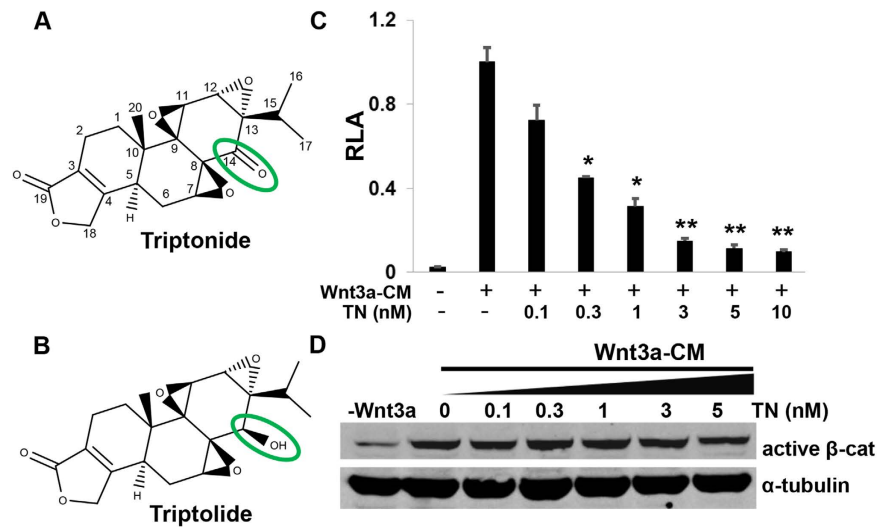 A
20
11
12
O
16
1
O
15
2
13
17
10
9
14
3
8
O
O
5
7
O
19
4
6
O
H
18
Triptonide
B
O
O
OH
O
O
O
H
Triptolide
C
1.2
0.8
RLA
0.4
0
Wnt3a-CM - + + + + + + +
TN (nM) - - 0.1 0.3 1 3 5 10
* * ** ** **
D
Wnt3a-CM
-Wnt3a 0 0.1 0.3 1 3 5 TN (nM)
active β-cat
α-tubulin